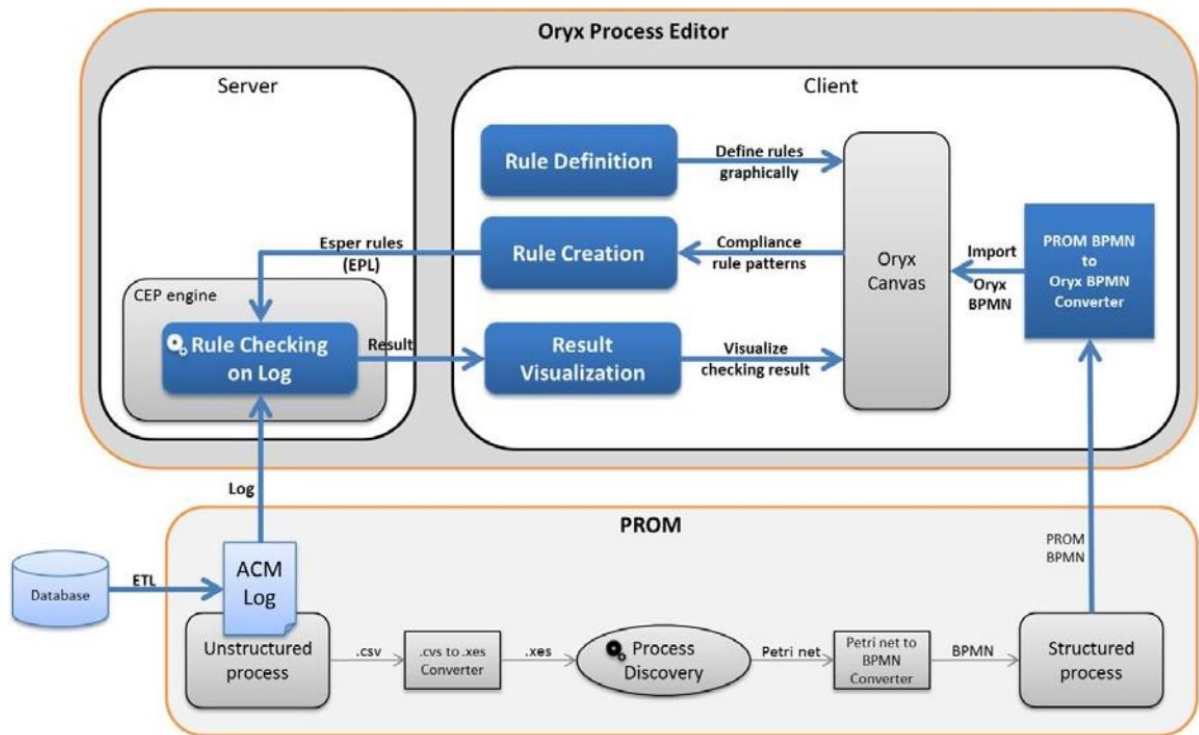 Oryx Process Editor
Server
Client
Rule Definition
Define rules
graphically
Esper rules
(EPL)
Rule Creation
Compliance
rule patterns
Oryx
Canvas
Import
Oryx
BPMN
PROM BPMN
to
Oryx BPMN
Converter
CEP engine
Rule Checking
on Log
Result
Result
Visualization
Visualize
checking result
Log
PROM
PROM
BPMN
Database
ETL
ACM
Log
Unstructured
process
.csv
.cvs to .xes
Converter
.xes
Process
Discovery
Petri net
Petri net to
BPMN
Converter
BPMN
Structured
process